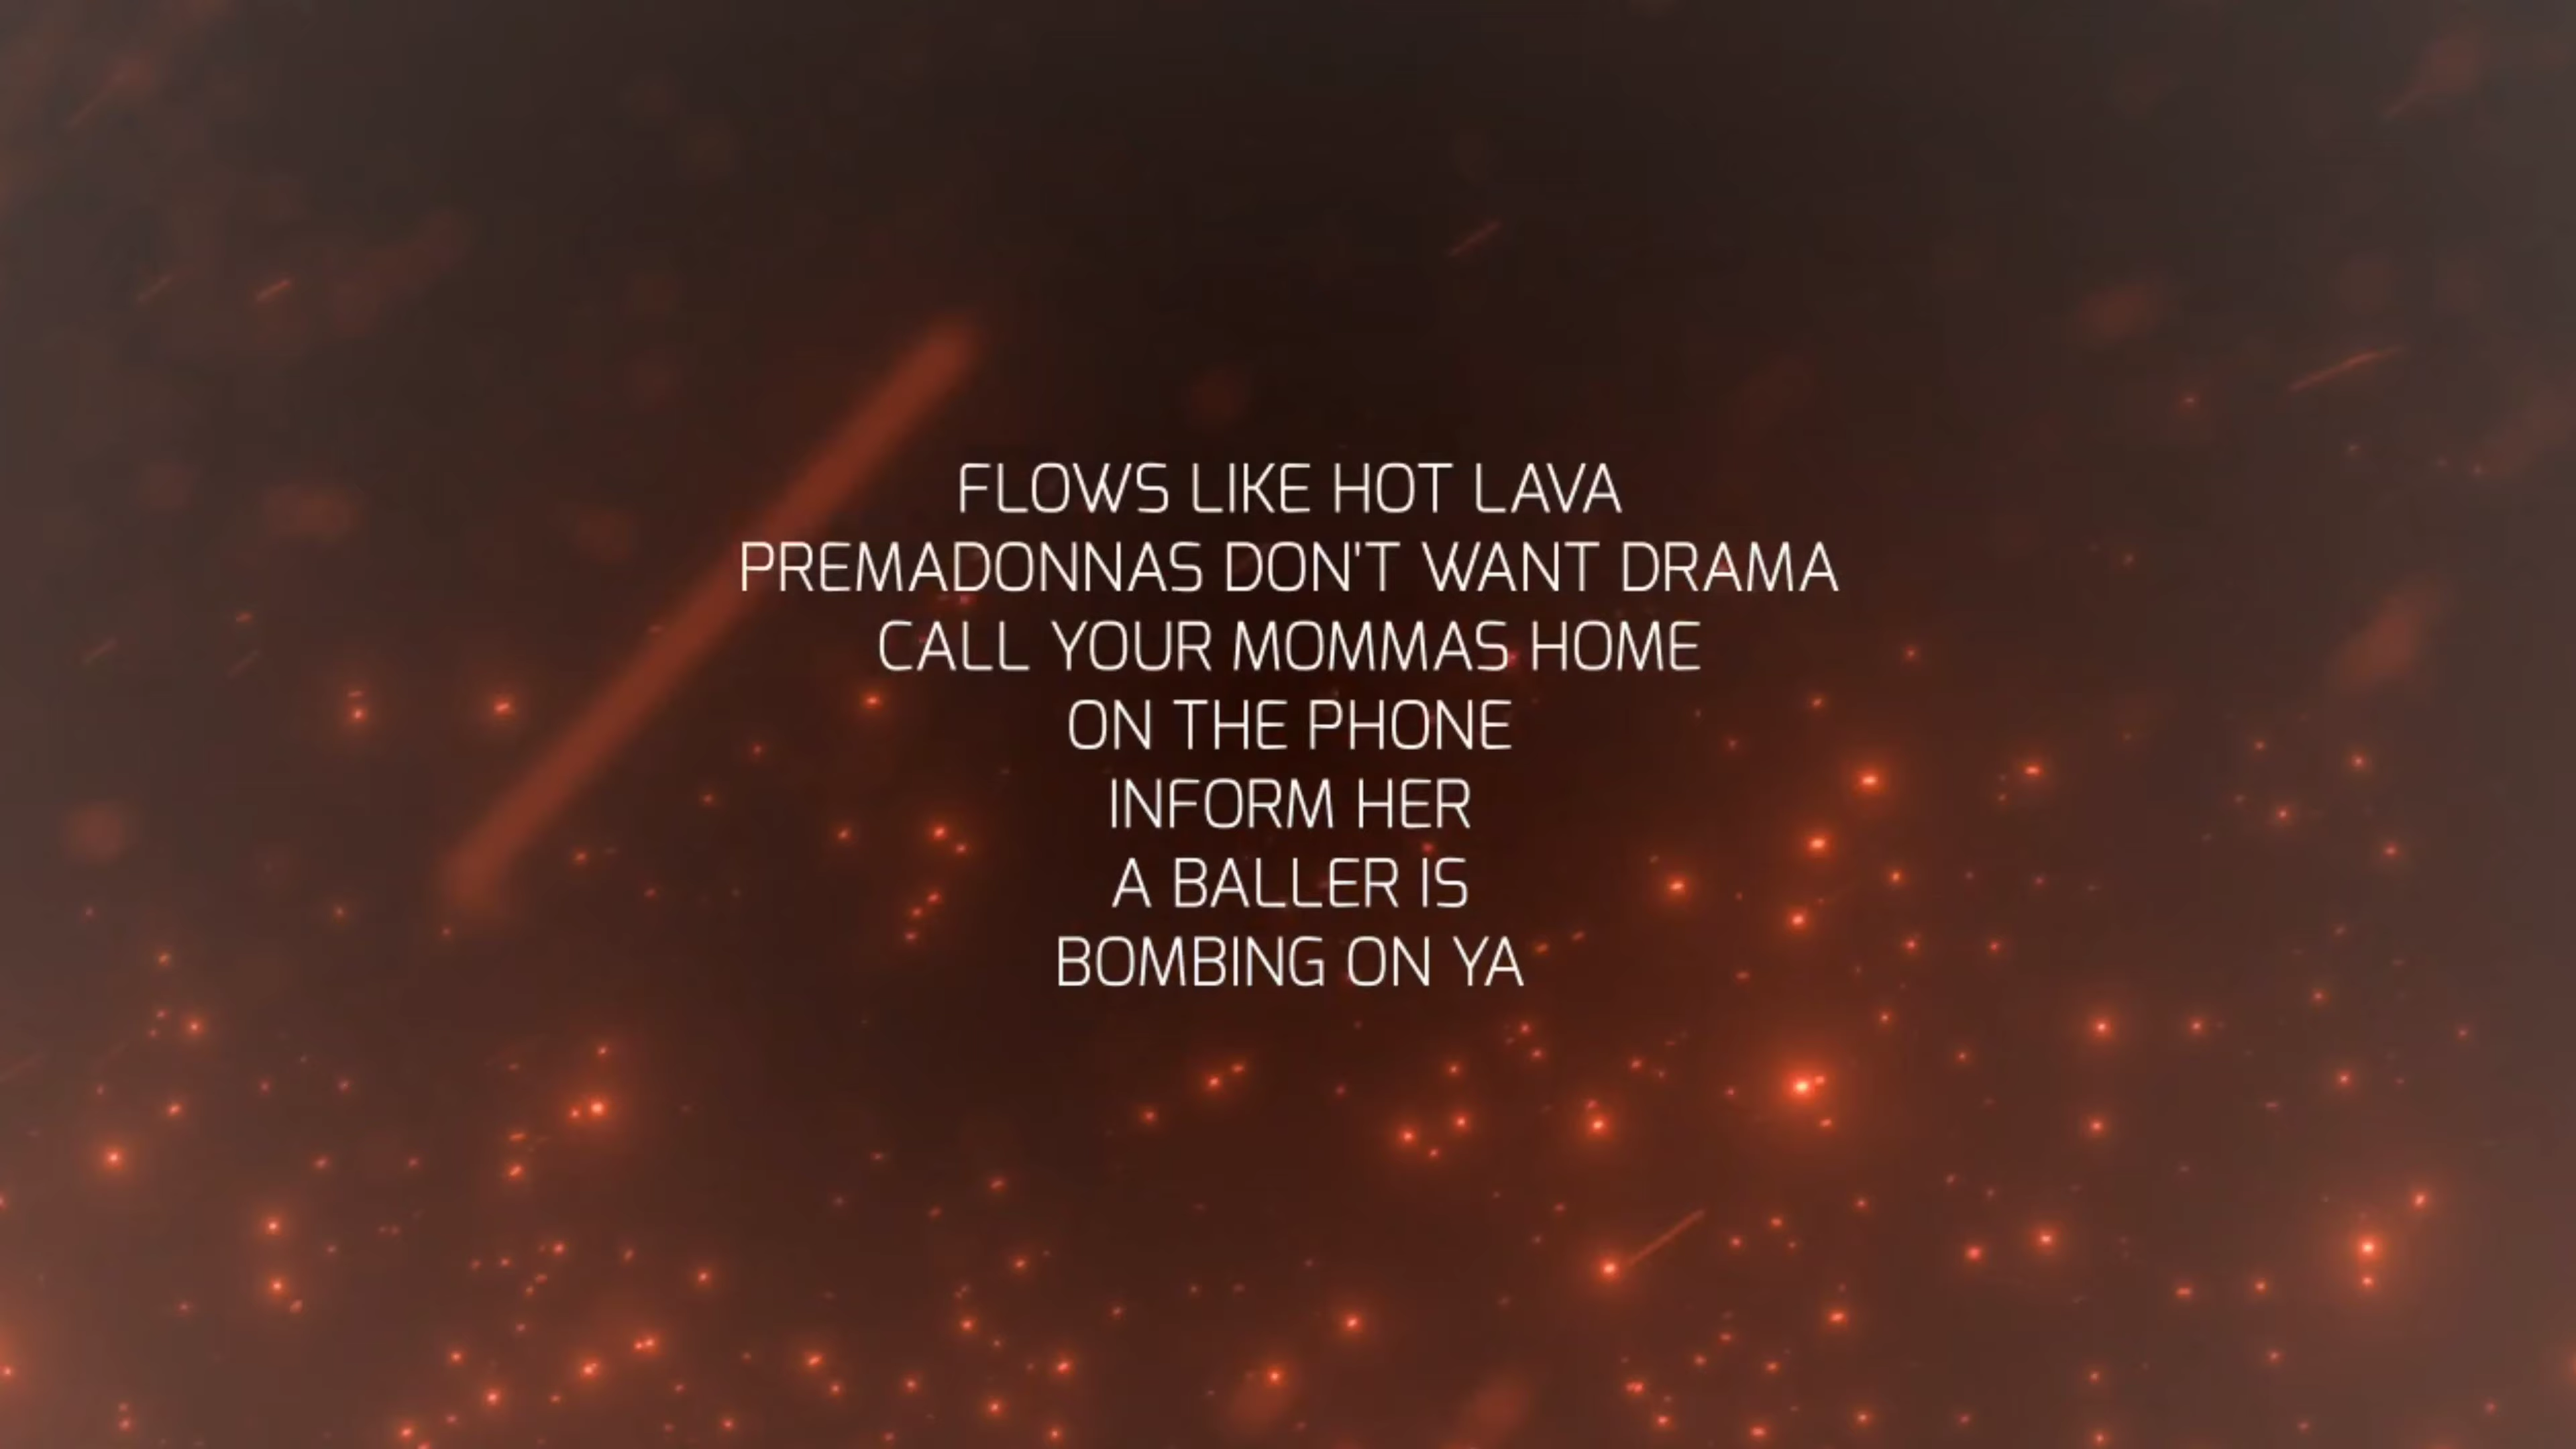 FLOWS LIKE HOT LAVA
PREMADONNAS DON'T WANT DRAMA
CALL YOUR MOMMAS HOME
ON THE PHONE
INFORM HER
A BALLER IS
BOMBING ON YA